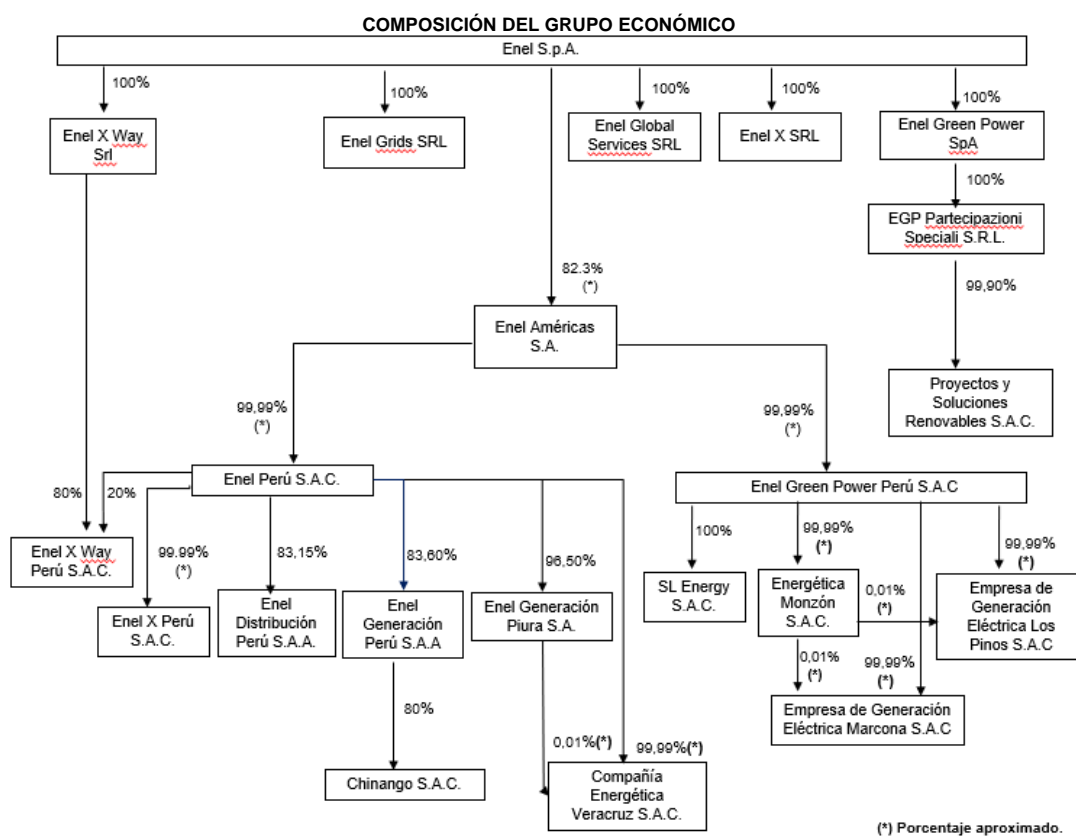 COMPOSICIÓN DEL GRUPO ECONÓMICO
Enel S.p.A.
100%
100%
100%
100%
100%
Enel X Way
Srl
Enel Grids SRL
Enel Global
Services SRL
Enel X SRL
Enel Green Power
SpA
100%
EGP Partecipazioni
Speciali S.R.L.
82.3%
(*)
99,90%
Enel Américas
S.A.
Proyectos y
Soluciones
Renovables S.A.C.
99,99%
(*)
99,99%
(*)
Enel Perú S.A.C.
Enel Green Power Perú S.A.C
80%
20%
99.99%
(*)
83,15%
83,60%
96,50%
100%
99,99%
(*)
99,99%
(*)
Enel X Way
Perú S.A.C.
Enel X Perú
S.A.C.
Enel
Distribución
Perú S.A.A.
Enel
Generación
Perú S.A.A
Enel Generación
Piura S.A.
SL Energy
S.A.C.
Energética
Monzón
S.A.C.
0,01%
(*)
Empresa de
Generación
Eléctrica Los
Pinos S.A.C
0,01%
(*)
99,99%
(*)
80%
Empresa de Generación
Eléctrica Marcona S.A.C
0,01%(*)
99,99%(*)
Chinango S.A.C.
Compañía
Energética
Veracruz S.A.C.
(*) Porcentaje aproximado.